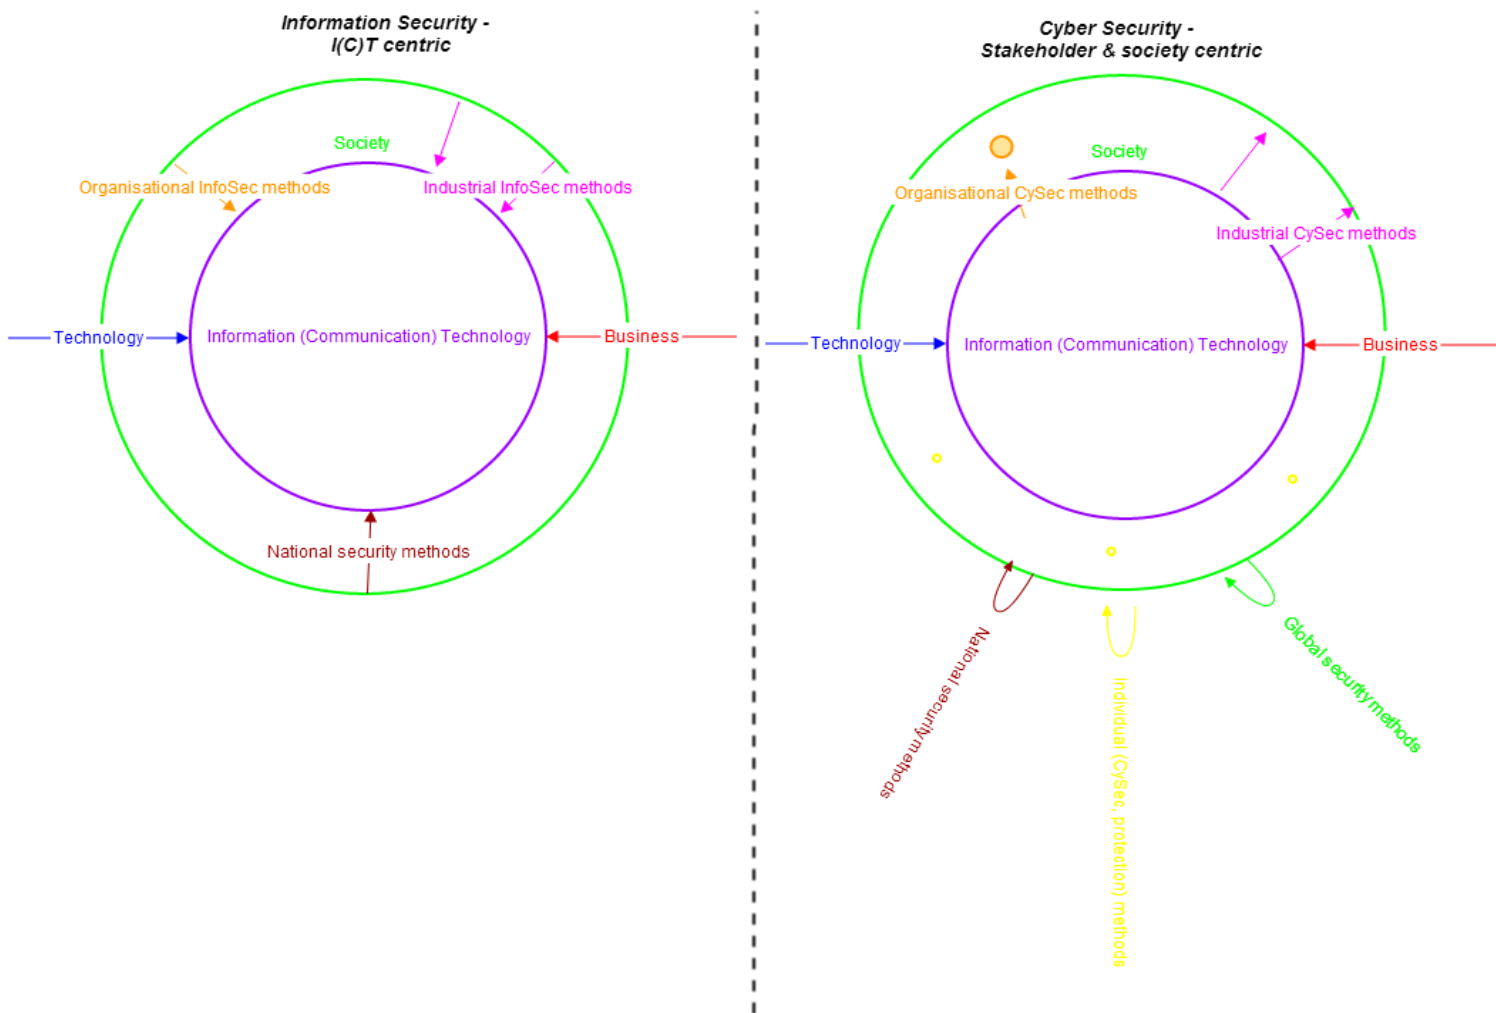 Information Security -
I(C)T centric
Society
Organisational InfoSec methods
Industrial InfoSec methods
Technology
Information (Communication) Technology
Business
National security methods
Cyber Security -
Stakeholder & society centric
Society
Organisational CySec methods
Industrial CySec methods
Technology
Information (Communication) Technology
Business
National security methods
Individual (CySec, protection) methods
Global security methods